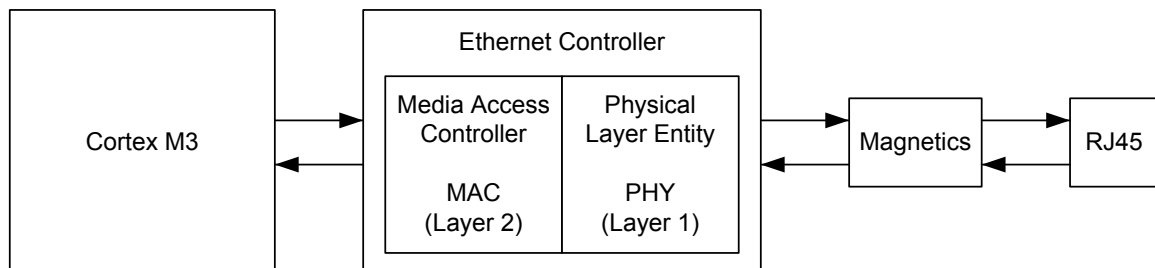 Cortex M3
Ethernet Controller
Media Access
Controller
MAC
(Layer 2)
Physical
Layer Entity
PHY
(Layer 1)
Magnetics
RJ45